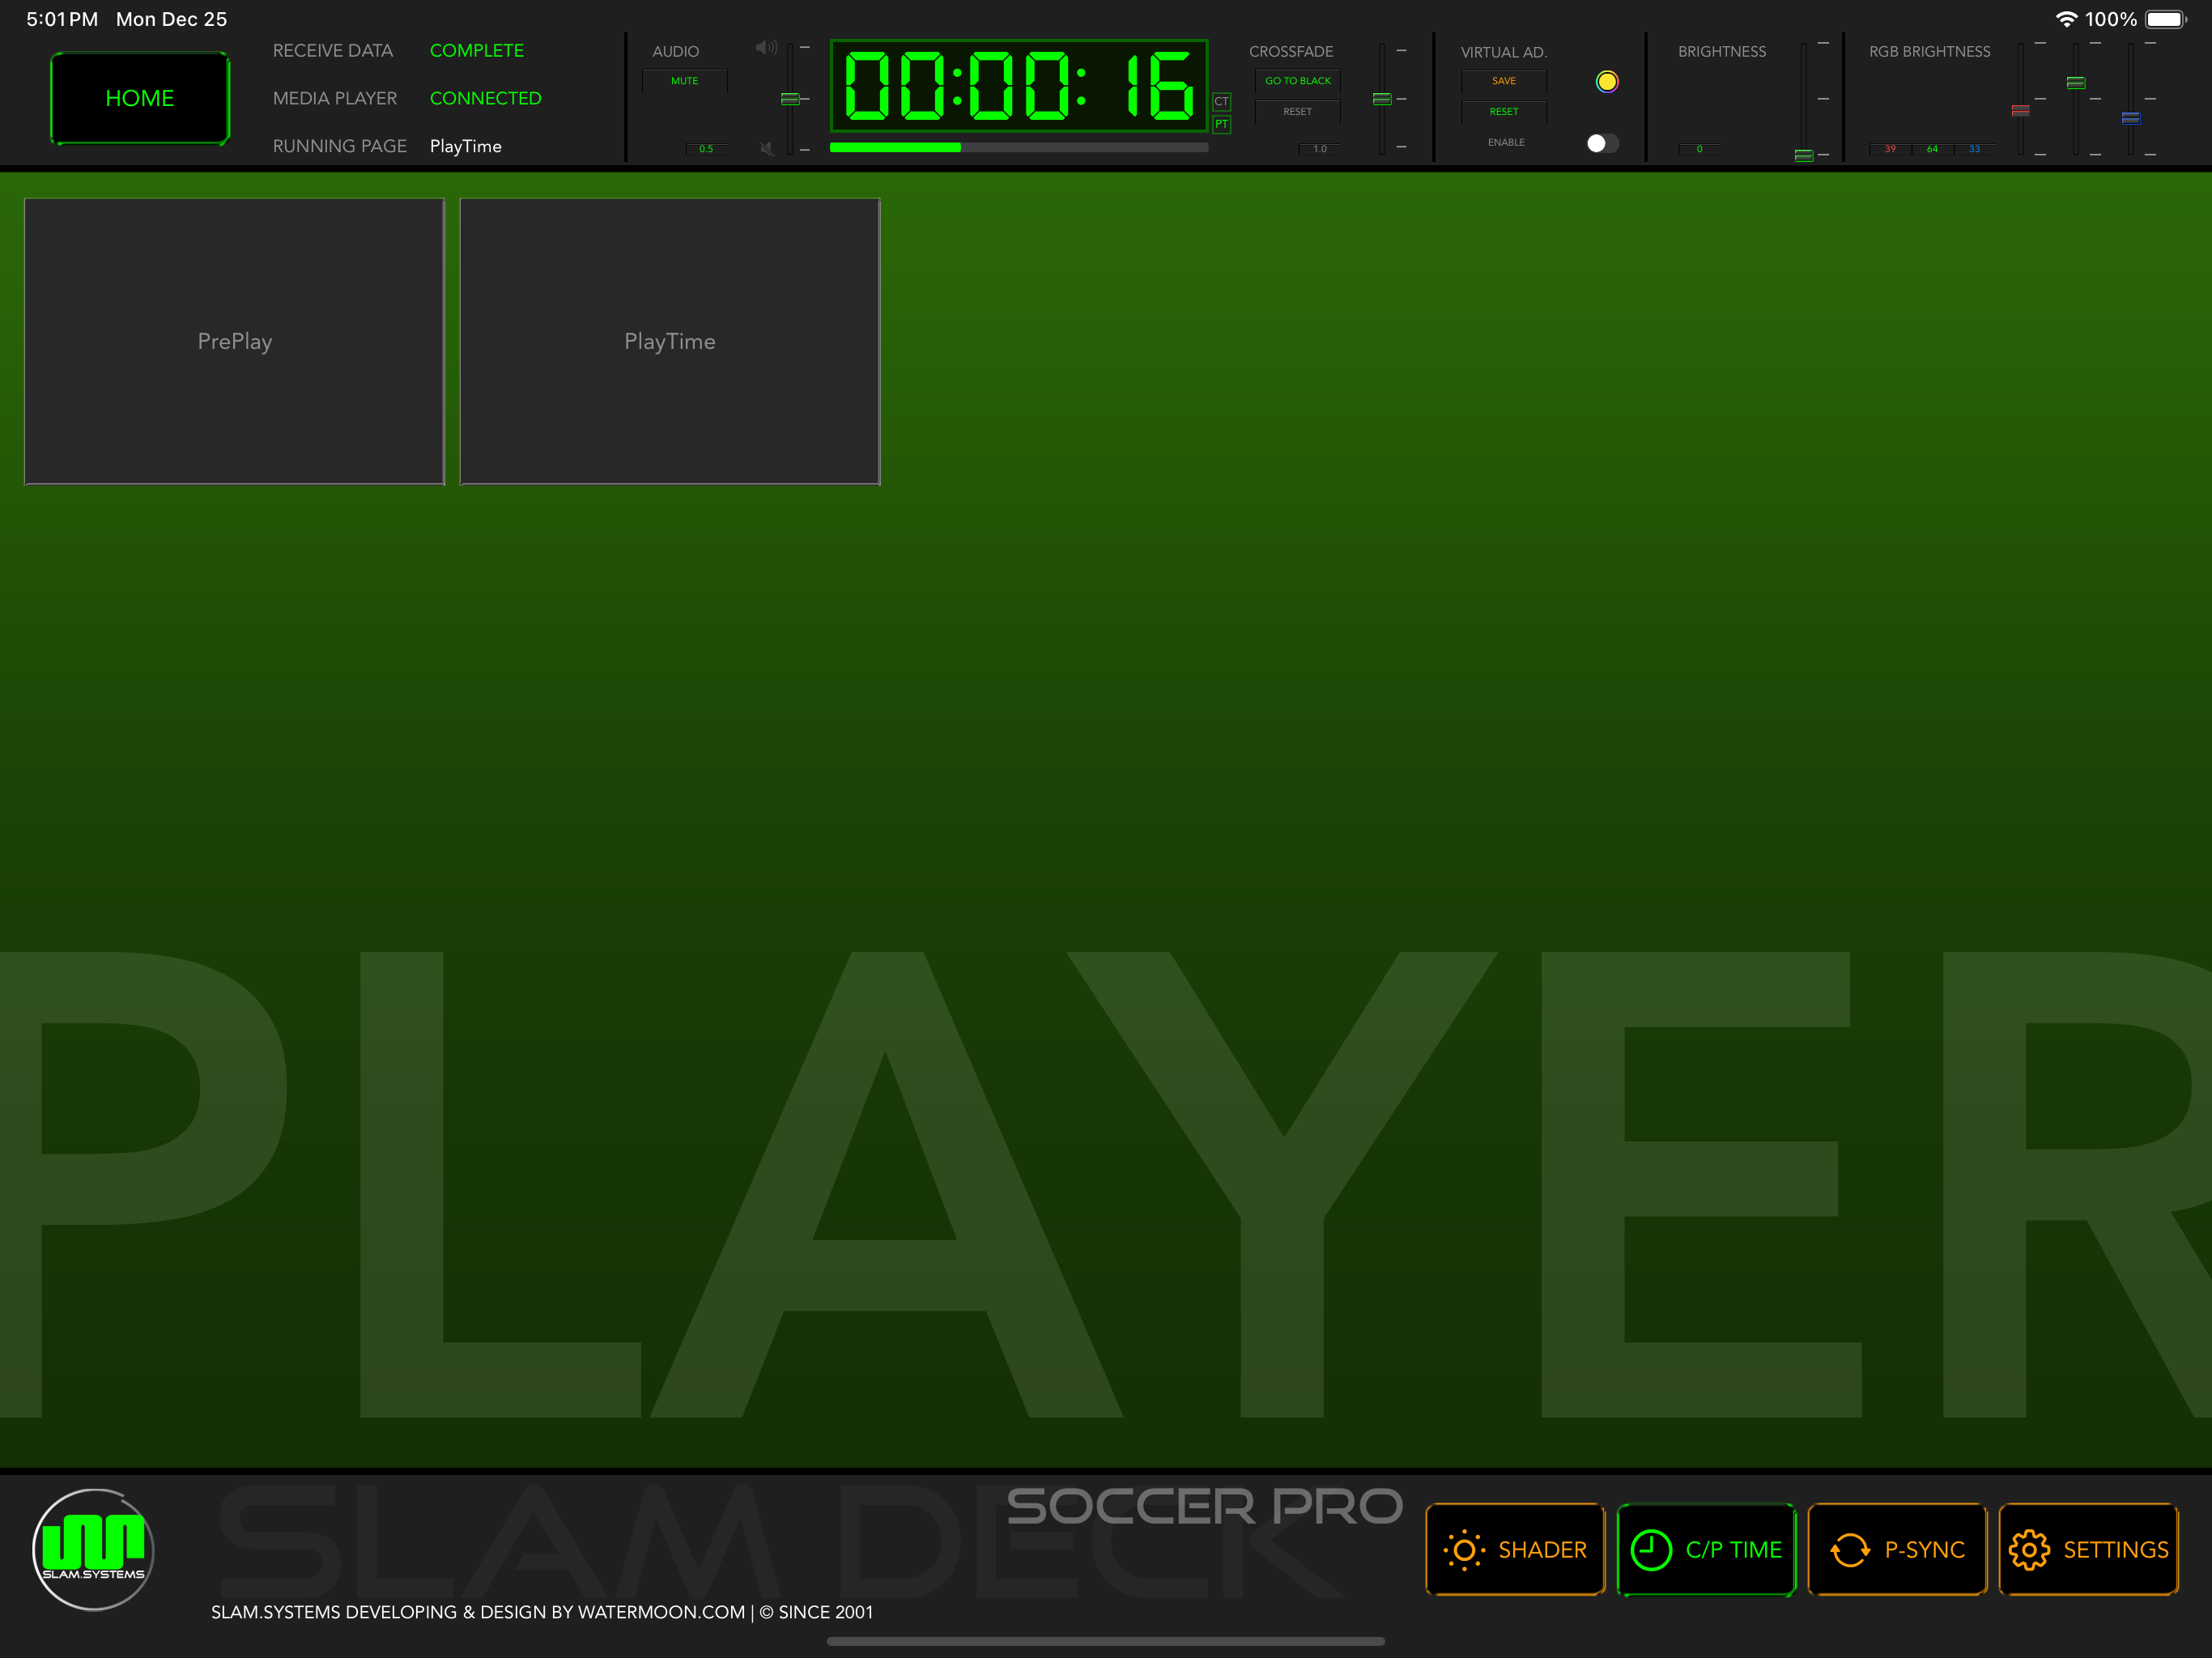 5:01PM Mon Dec 25
100%
HOME
RECEIVE DATA COMPLETE
MEDIA PLAYER CONNECTED
RUNNING PAGE PlayTime
AUDIO
MUTE
0.5
00:00:16
CT
PT
CROSSFADE
GO TO BLACK
RESET
1.0
VIRTUAL AD.
SAVE
RESET
ENABLE
BRIGHTNESS
0
RGB BRIGHTNESS
39 64 33
PrePlay
PlayTime
PLAYER
SLAM.SYSTEMS
SLAM DECK
SOCCER PRO
SLAM.SYSTEMS DEVELOPING & DESIGN BY WATERMOON.COM | © SINCE 2001
SHADER
C/P TIME
P-SYNC
SETTINGS